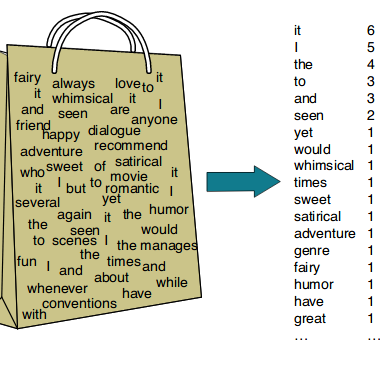 fairy always love to it
it whimsical it I
and seen are anyone
friend happy dialogue
adventure recommend
who sweet of satirical it
it I but to movie romantic I
several yet
the again it the humor
seen would
to scenes I the manages
fun the times and
I and about while
whenever have
conventions
with
it 6
I 5
the 4
to 3
and 3
seen 2
yet 1
would 1
whimsical 1
times 1
sweet 1
satirical 1
adventure 1
genre 1
fairy 1
humor 1
have 1
great 1
... ...